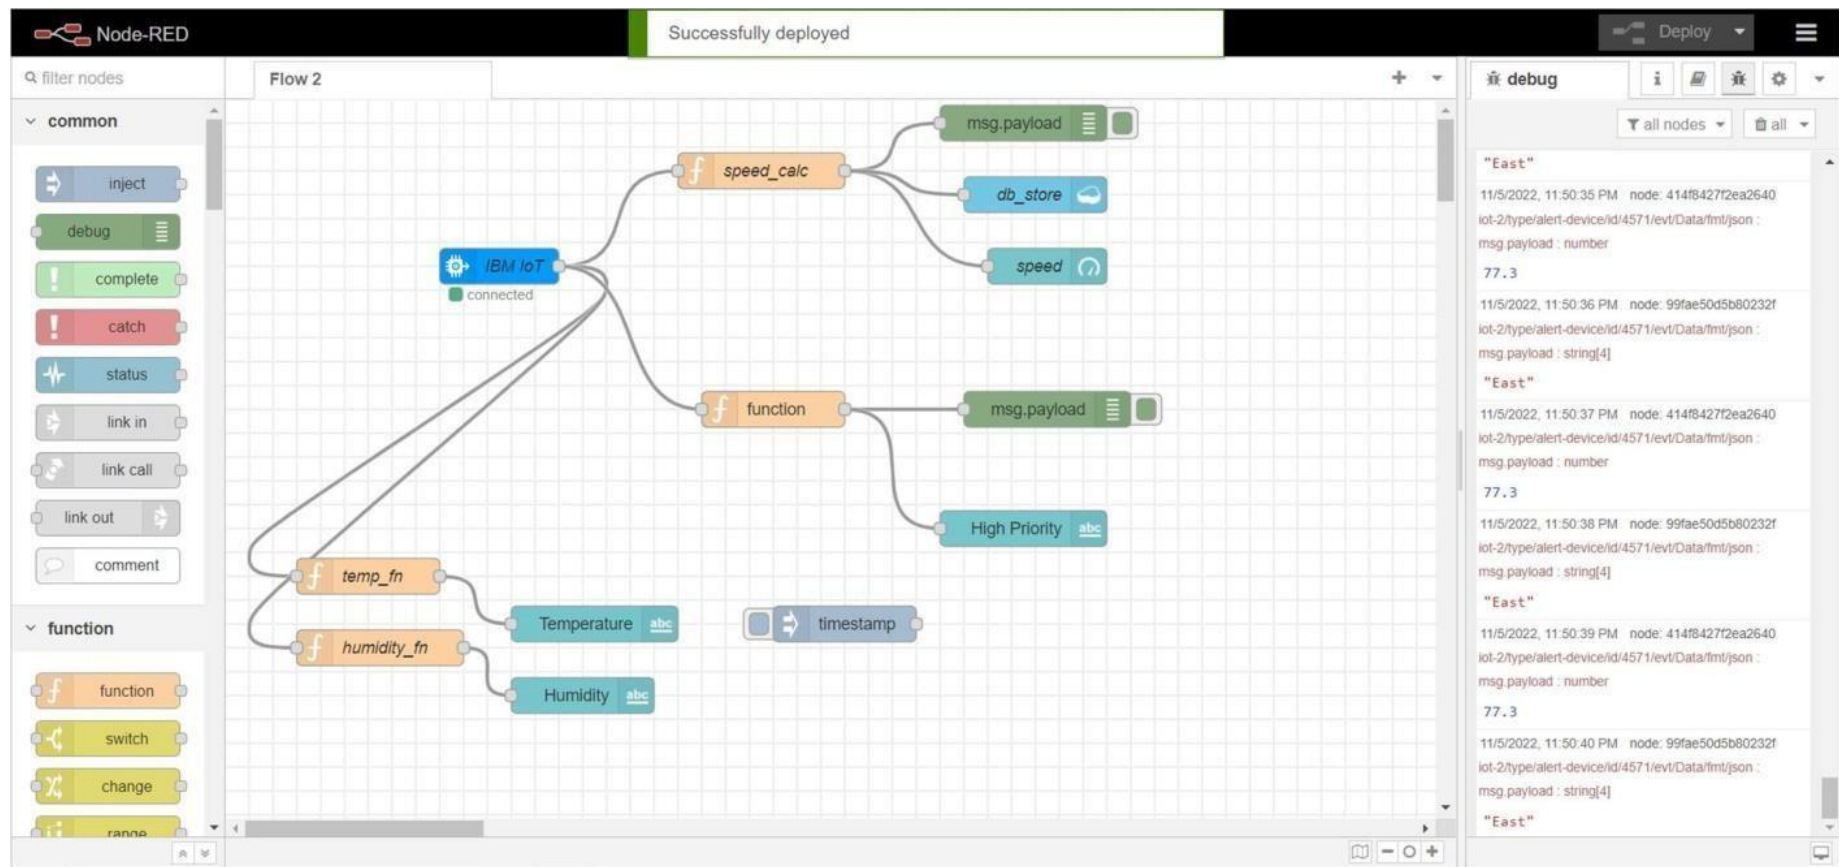 Node-RED
Successfully deployed
Deploy
filter nodes
Flow 2
debug
common
inject
debug
complete
catch
status
link in
link call
link out
comment
function
function
switch
change
range
msg.payload
speed_calc
db_store
IBM IoT
speed
connected
function
msg.payload
High Priority
abc
temp_fn
Temperature
abc
timestamp
humidity_fn
Humidity
abc
all nodes
all
"East"
11/5/2022, 11:50:35 PM node: 414f8427f2ea2640
iot-2/type/alert-device/id/4571/evt/Data/fmt/json :
msg.payload : number
77.3
11/5/2022, 11:50:36 PM node: 99fae50d5b80232f
iot-2/type/alert-device/id/4571/evt/Data/fmt/json :
msg.payload : string[4]
"East"
11/5/2022, 11:50:37 PM node: 414f8427f2ea2640
iot-2/type/alert-device/id/4571/evt/Data/fmt/json :
msg.payload : number
77.3
11/5/2022, 11:50:38 PM node: 99fae50d5b80232f
iot-2/type/alert-device/id/4571/evt/Data/fmt/json :
msg.payload : string[4]
"East"
11/5/2022, 11:50:39 PM node: 414f8427f2ea2640
iot-2/type/alert-device/id/4571/evt/Data/fmt/json :
msg.payload : number
77.3
11/5/2022, 11:50:40 PM node: 99fae50d5b80232f
iot-2/type/alert-device/id/4571/evt/Data/fmt/json :
msg.payload : string[4]
"East"